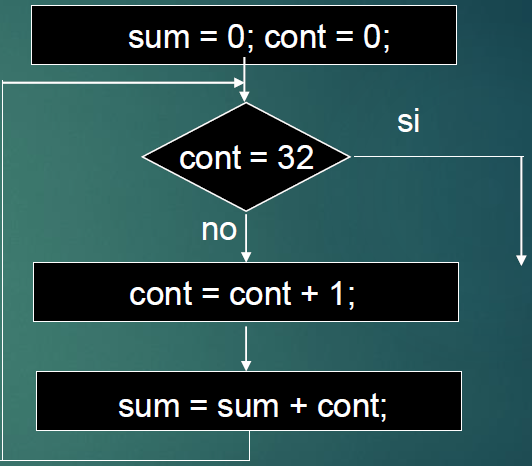 sum = 0; cont = 0;
cont = 32
si
no
cont = cont + 1;
sum = sum + cont;